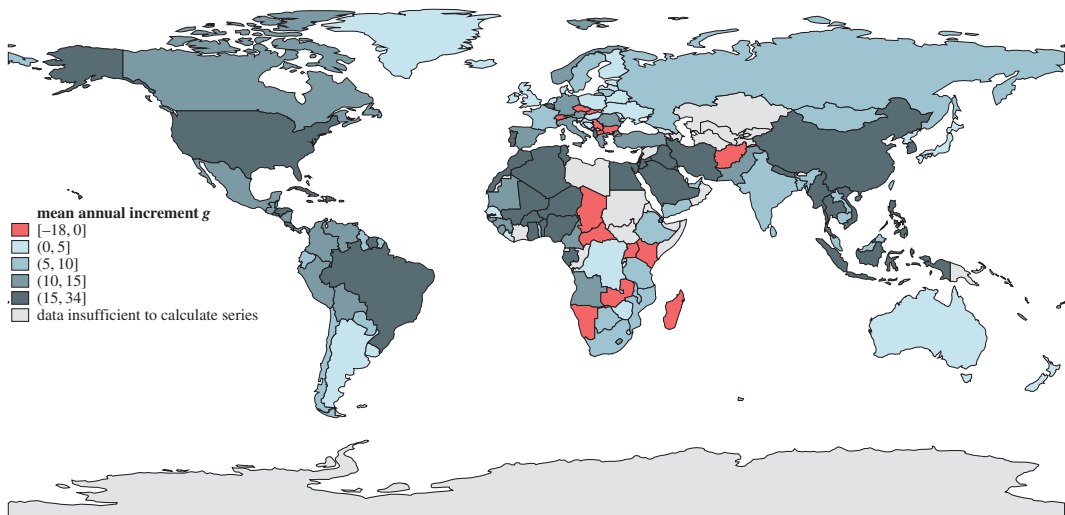 mean annual increment g
[–18, 0]
(0, 5]
(5, 10]
(10, 15]
(15, 34]
data insufficient to calculate series